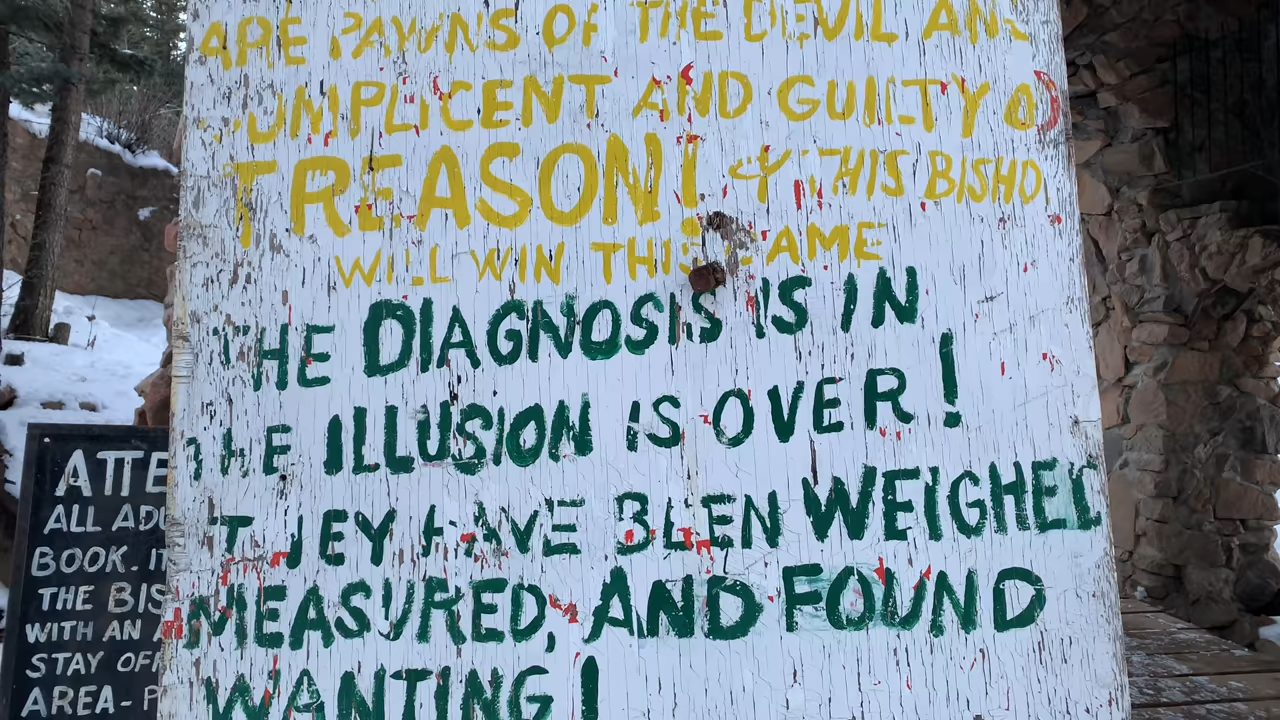 ARE PAWNS OF THE DEVIL AND
COMPLICENT AND GUILTY OF
TREASON! & THIS BISHO
WILL WIN THIS GAME
THE DIAGNOSIS IS IN
THE ILLUSION IS OVER!
THEY HAVE BEEN WEIGHED
MEASURED, AND FOUND
WANTING!
ATTE
ALL ADU
BOOK. IT
THE BIS
WITH AN A
STAY OFF
AREA- P